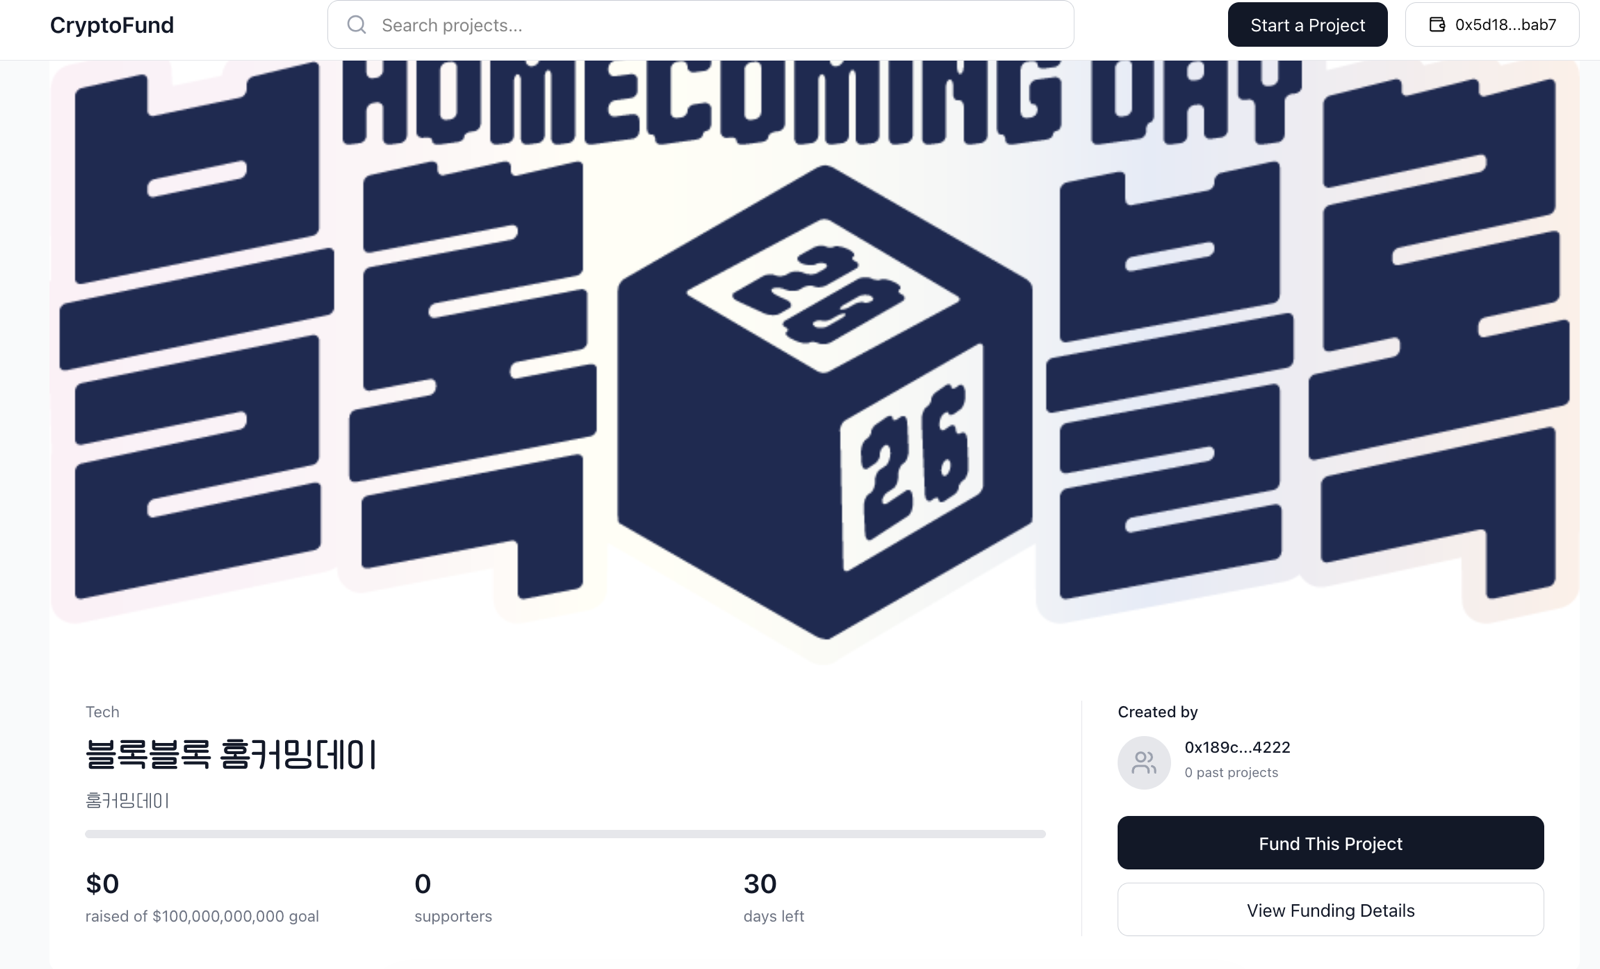 CryptoFund
Search projects...
Start a Project
0x5d18...bab7
HOMECOMING DAY
블록
20
26
블록
Tech
블록블록 홈커밍데이
홈커밍데이
$0
raised of $100,000,000,000 goal
0
supporters
30
days left
Created by
0x189c...4222
0 past projects
Fund This Project
View Funding Details